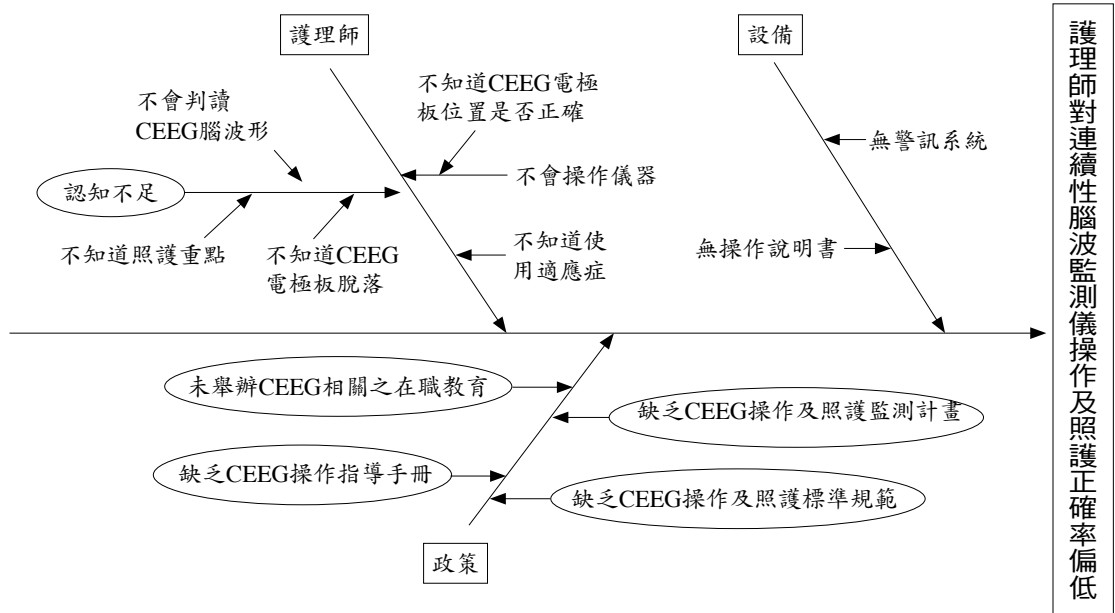 護理師
設備
不知道CEEG電極
板位置是否正確
不會判讀
CEEG腦波形
無警訊系統
認知不足
不會操作儀器
不知道照護重點
不知道CEEG
電極板脫落
不知道使
用適應症
無操作說明書
未舉辦CEEG相關之在職教育
缺乏CEEG操作及照護監測計畫
缺乏CEEG操作指導手冊
缺乏CEEG操作及照護標準規範
政策
護理師對連續性腦波監測儀操作及照護正確率偏低